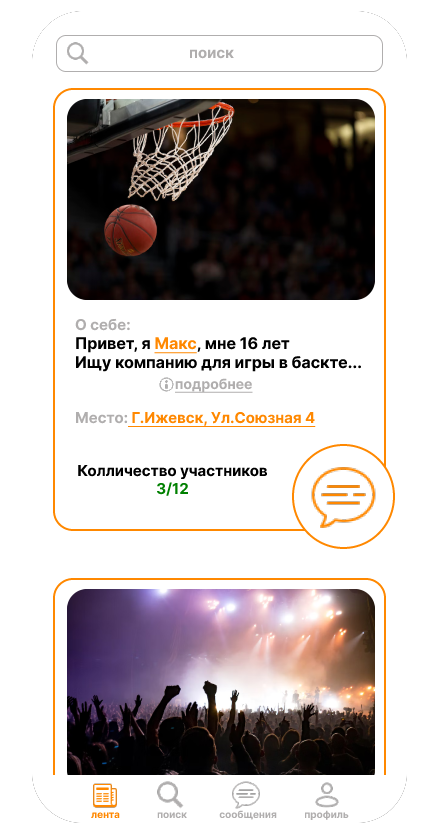 поиск
О себе:
Привет, я Макс, мне 16 лет
Ищу компанию для игры в баскте...
подробнее
Место: Г.Ижевск, Ул.Союзная 4
Колличество участников
3/12
лента
поиск
сообщения
профиль